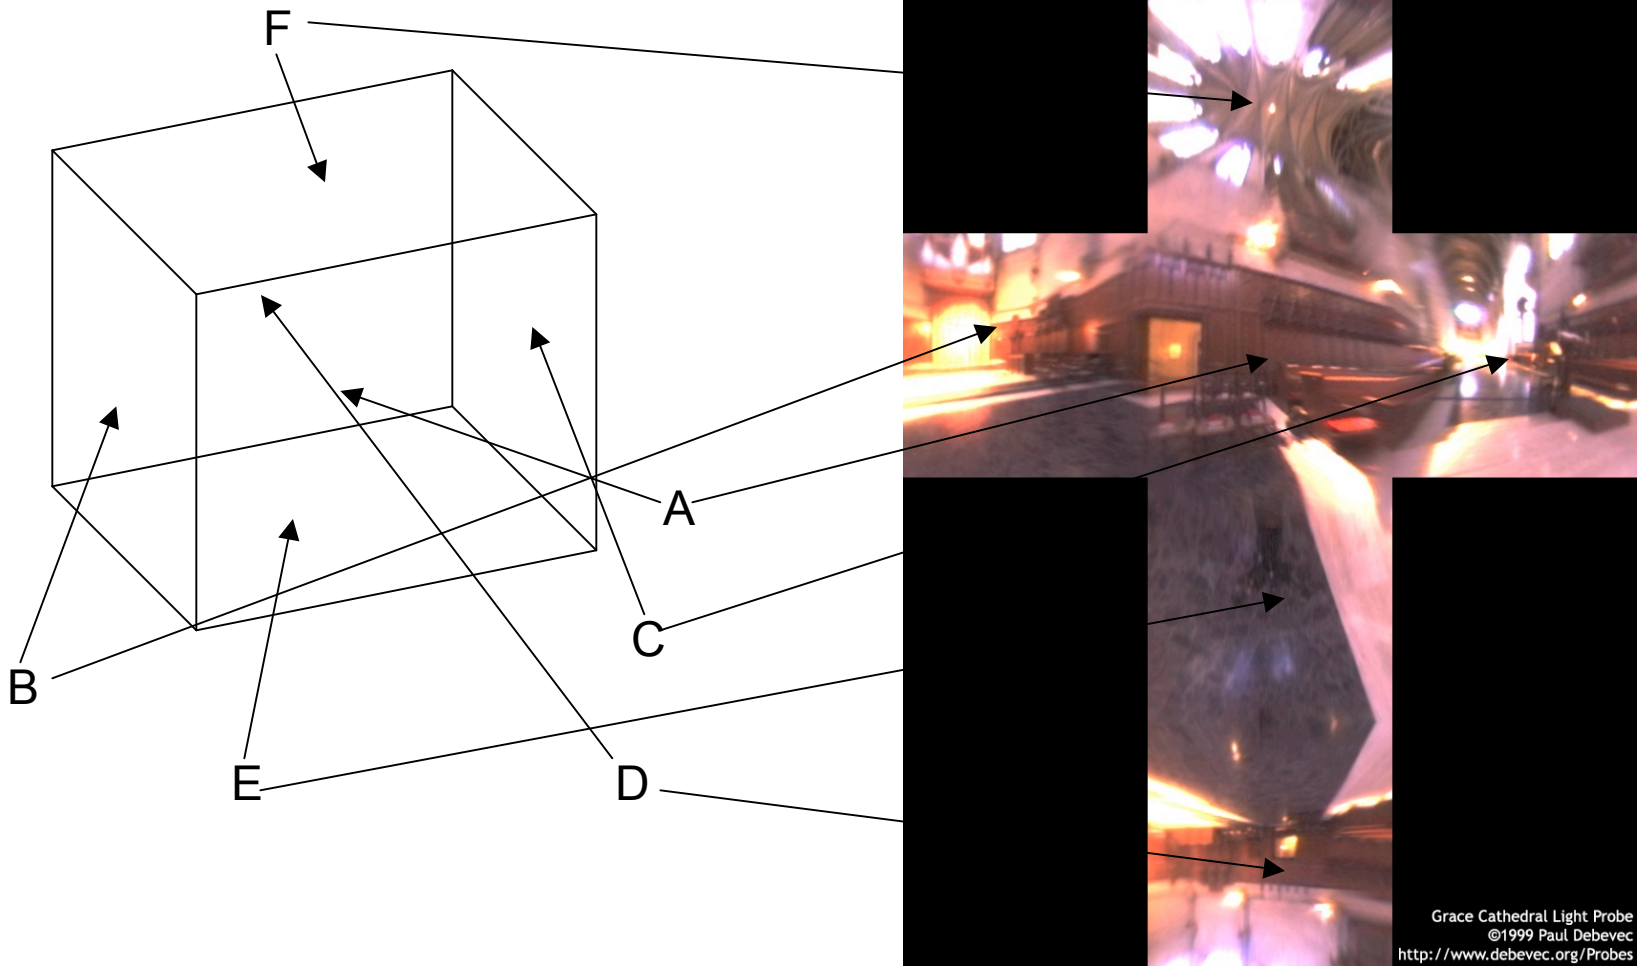 F
A
C
B
E
D
Grace Cathedral Light Probe
©1999 Paul Debevec
http://www.debevec.org/Probes